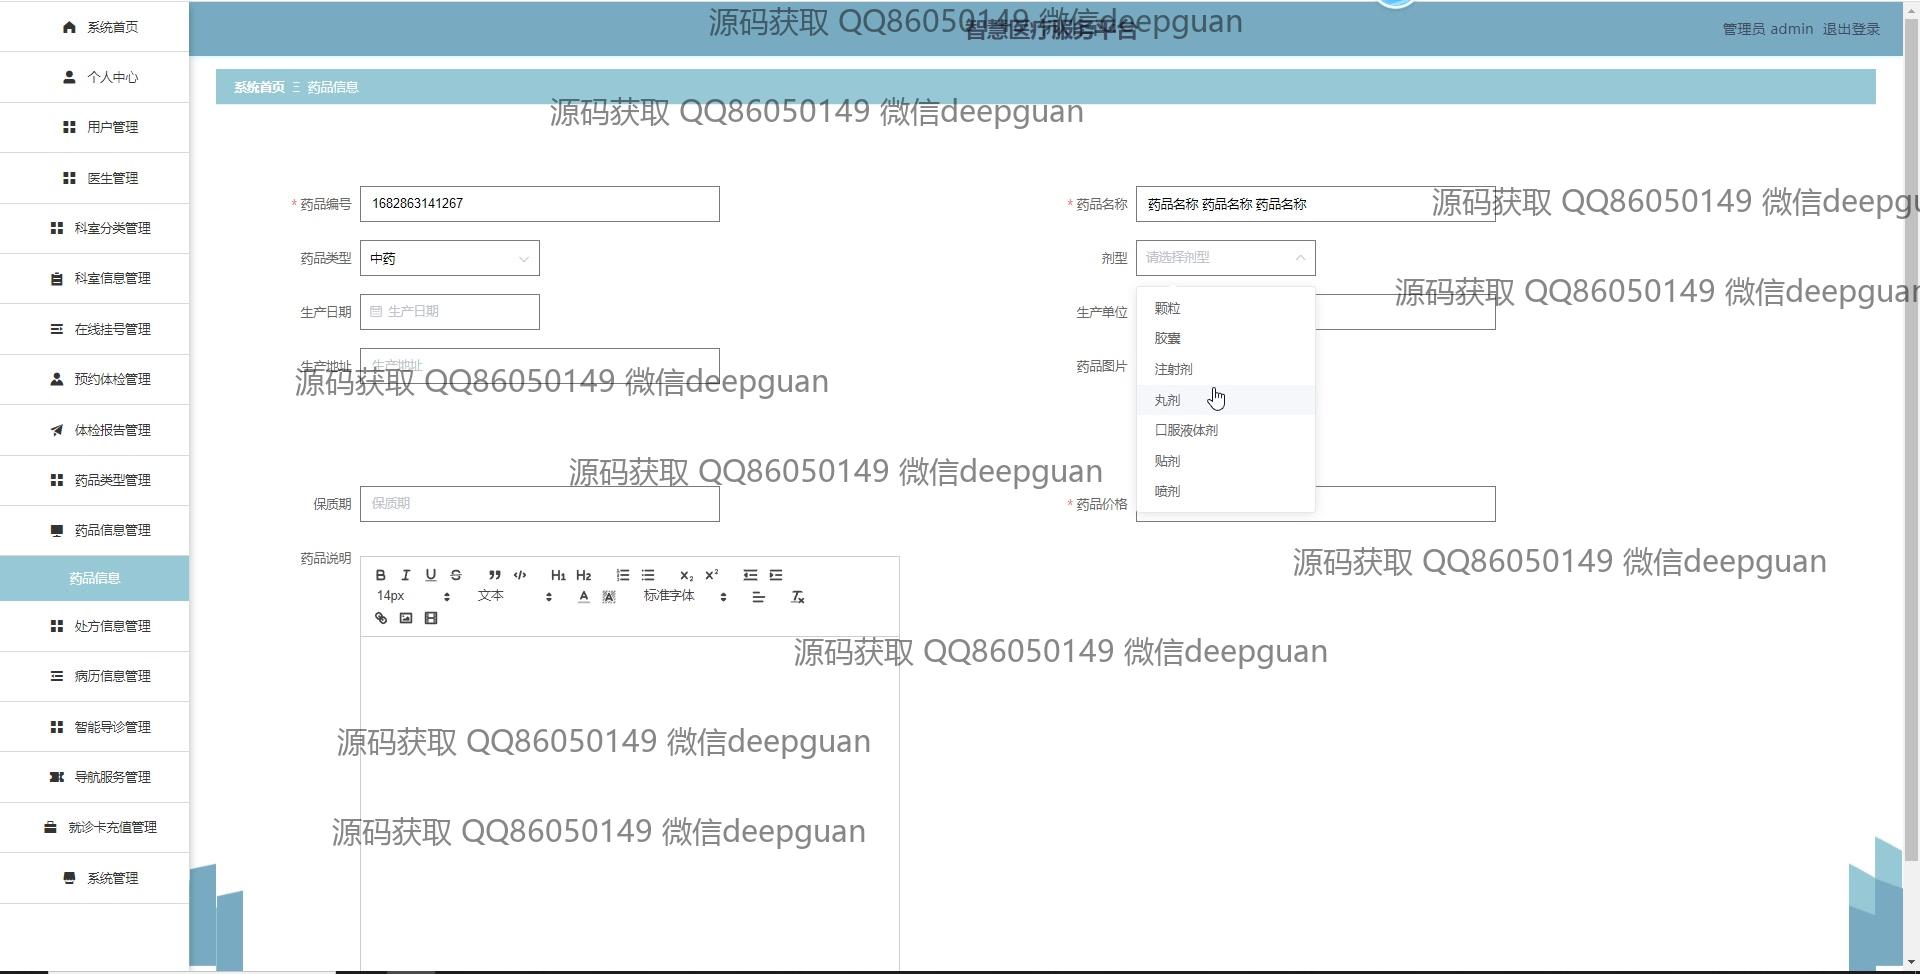 系统首页
个人中心
用户管理
医生管理
科室分类管理
科室信息管理
在线挂号管理
预约体检管理
体检报告管理
药品类型管理
药品信息管理
药品信息
处方信息管理
病历信息管理
智能导诊管理
导航服务管理
就诊卡充值管理
系统管理
智慧医疗服务平台
管理员 admin 退出登录
源码获取 QQ86050149 微信deepguan
系统首页 药品信息
源码获取 QQ86050149 微信deepguan
* 药品编号 1682863141267
* 药品名称 药品名称 药品名称 药品名称
源码获取 QQ86050149 微信deepgu
药品类型 中药
剂型 请选择剂型
源码获取 QQ86050149 微信deepguan
生产日期 生产日期
生产单位
颗粒
胶囊
注射剂
丸剂
口服液体剂
贴剂
喷剂
生产地址 生产地址
药品图片
源码获取 QQ86050149 微信deepguan
源码获取 QQ86050149 微信deepguan
保质期 保质期
* 药品价格
药品说明
B I U S H1 H2 X₂ X²
14px 文本 A A 标准字体 Tx
源码获取 QQ86050149 微信deepguan
源码获取 QQ86050149 微信deepguan
源码获取 QQ86050149 微信deepguan
源码获取 QQ86050149 微信deepguan